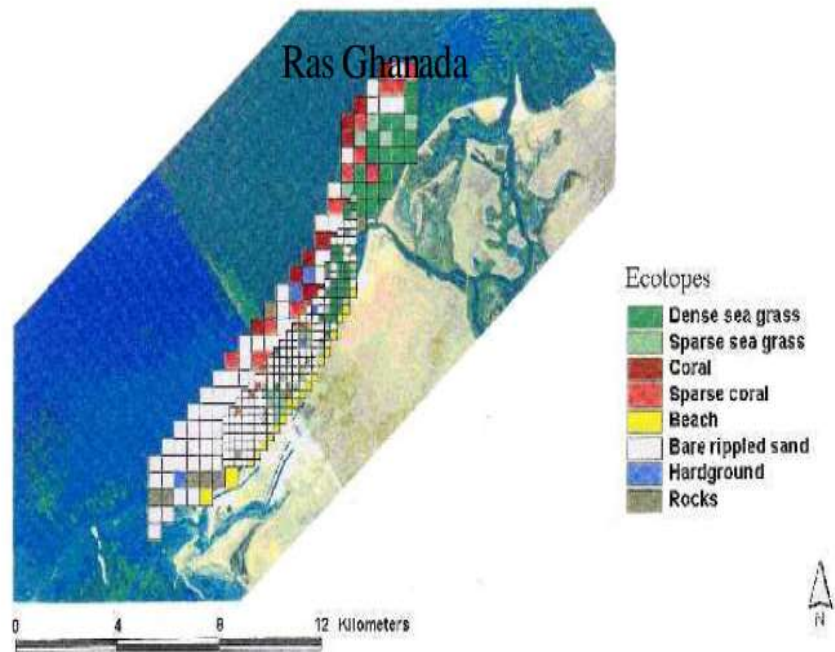 Ras Ghanada
Ecotopes
Dense sea grass
Sparse sea grass
Coral
Sparse coral
Beach
Bare rippled sand
Hardground
Rocks
N
0 4 8 12 Kilometers